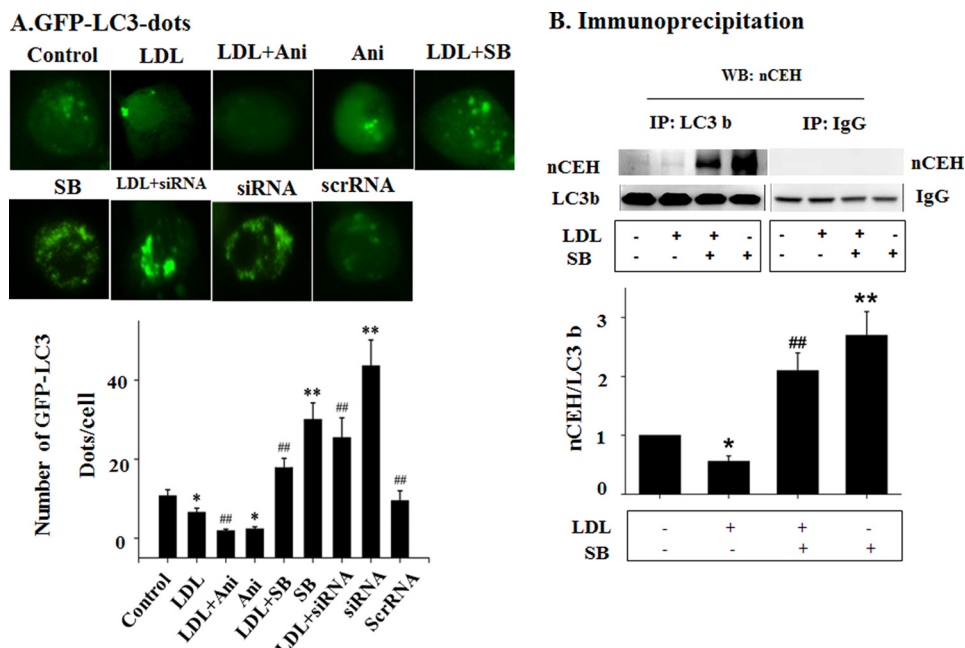 A.GFP-LC3-dots
Control LDL LDL+Ani Ani LDL+SB
SB LDL+siRNA siRNA scrRNA
Number of GFP-LC3
Dots/cell
40
20
0
* ## * ## ** ## ** ##
Control LDL LDL+Ani Ani LDL+SB SB LDL+siRNA siRNA ScrRNA
B. Immunoprecipitation
WB: nCEH
IP: LC3 b IP: IgG
nCEH nCEH
LC3b IgG
LDL - + + - - + + -
SB - - + + - - + +
nCEH/LC3 b
3
2
1
0
* ## **
LDL - + + -
SB - - + +